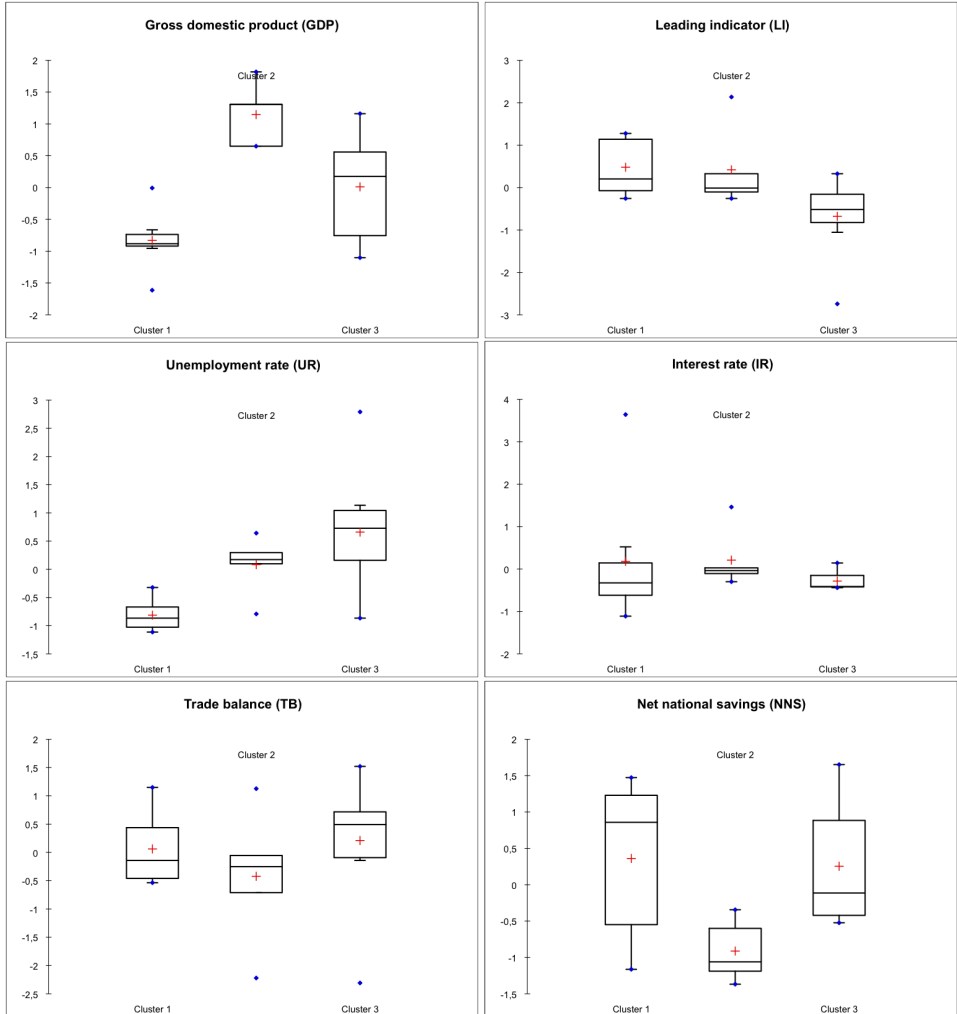 Gross domestic product (GDP)
2
1,5
1
0,5
0
-0,5
-1
-1,5
-2
Cluster 2
Cluster 1
Cluster 3
Leading indicator (LI)
3
2
1
0
-1
-2
-3
Cluster 2
Cluster 1
Cluster 3
Unemployment rate (UR)
3
2,5
2
1,5
1
0,5
0
-0,5
-1
-1,5
Cluster 2
Cluster 1
Cluster 3
Interest rate (IR)
4
3
2
1
0
-1
-2
Cluster 2
Cluster 1
Cluster 3
Trade balance (TB)
2
1,5
1
0,5
0
-0,5
-1
-1,5
-2
-2,5
Cluster 2
Cluster 1
Cluster 3
Net national savings (NNS)
2
1,5
1
0,5
0
-0,5
-1
-1,5
Cluster 2
Cluster 1
Cluster 3